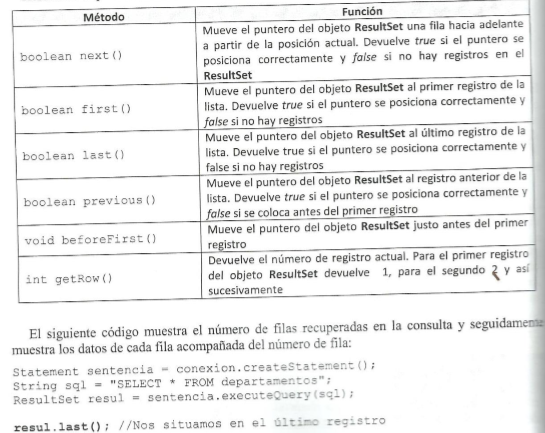 Método Función
boolean next() Mueve el puntero del objeto ResultSet una fila hacia adelante
a partir de la posición actual. Devuelve true si el puntero se
posiciona correctamente y false si no hay registros en el
ResultSet
boolean first() Mueve el puntero del objeto ResultSet al primer registro de la
lista. Devuelve true si el puntero se posiciona correctamente y
false si no hay registros
boolean last() Mueve el puntero del objeto ResultSet al último registro de la
lista. Devuelve true si el puntero se posiciona correctamente y
false si no hay registros
boolean previous() Mueve el puntero del objeto ResultSet al registro anterior de la
lista. Devuelve true si el puntero se posiciona correctamente y
false si se coloca antes del primer registro
void beforeFirst() Mueve el puntero del objeto ResultSet justo antes del primer
registro
int getRow() Devuelve el número de registro actual. Para el primer registro
del objeto ResultSet devuelve 1, para el segundo 2 y así
sucesivamente
El siguiente código muestra el número de filas recuperadas en la consulta y seguidamente
muestra los datos de cada fila acompañada del número de fila:
Statement sentencia = conexion.createStatement();
String sql = "SELECT * FROM departamentos";
ResultSet resul = sentencia.executeQuery(sql);
resul.last(); //Nos situamos en el último registro